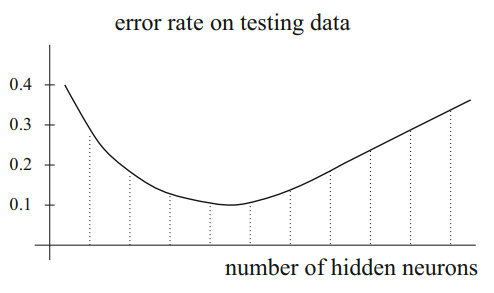 error rate on testing data
0.4
0.3
0.2
0.1
number of hidden neurons